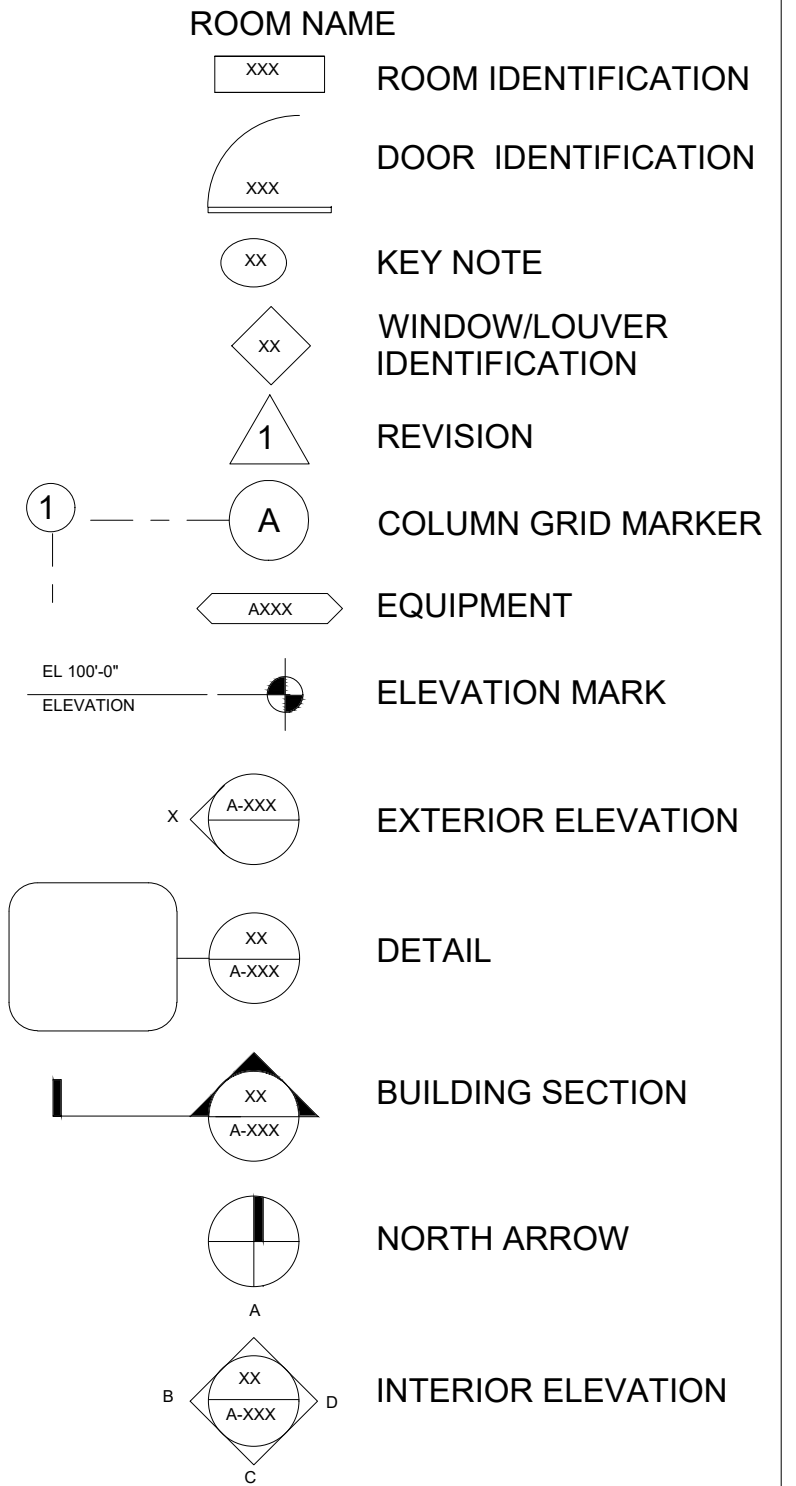 ROOM NAME
XXX ROOM IDENTIFICATION
XXX DOOR IDENTIFICATION
XX KEY NOTE
XX WINDOW/LOUVER
IDENTIFICATION
1 REVISION
1 A COLUMN GRID MARKER
AXXX EQUIPMENT
EL 100'-0"
ELEVATION
ELEVATION MARK
X A-XXX EXTERIOR ELEVATION
XX
A-XXX
DETAIL
XX
A-XXX
BUILDING SECTION
NORTH ARROW
A
XX
B D
A-XXX
C
INTERIOR ELEVATION